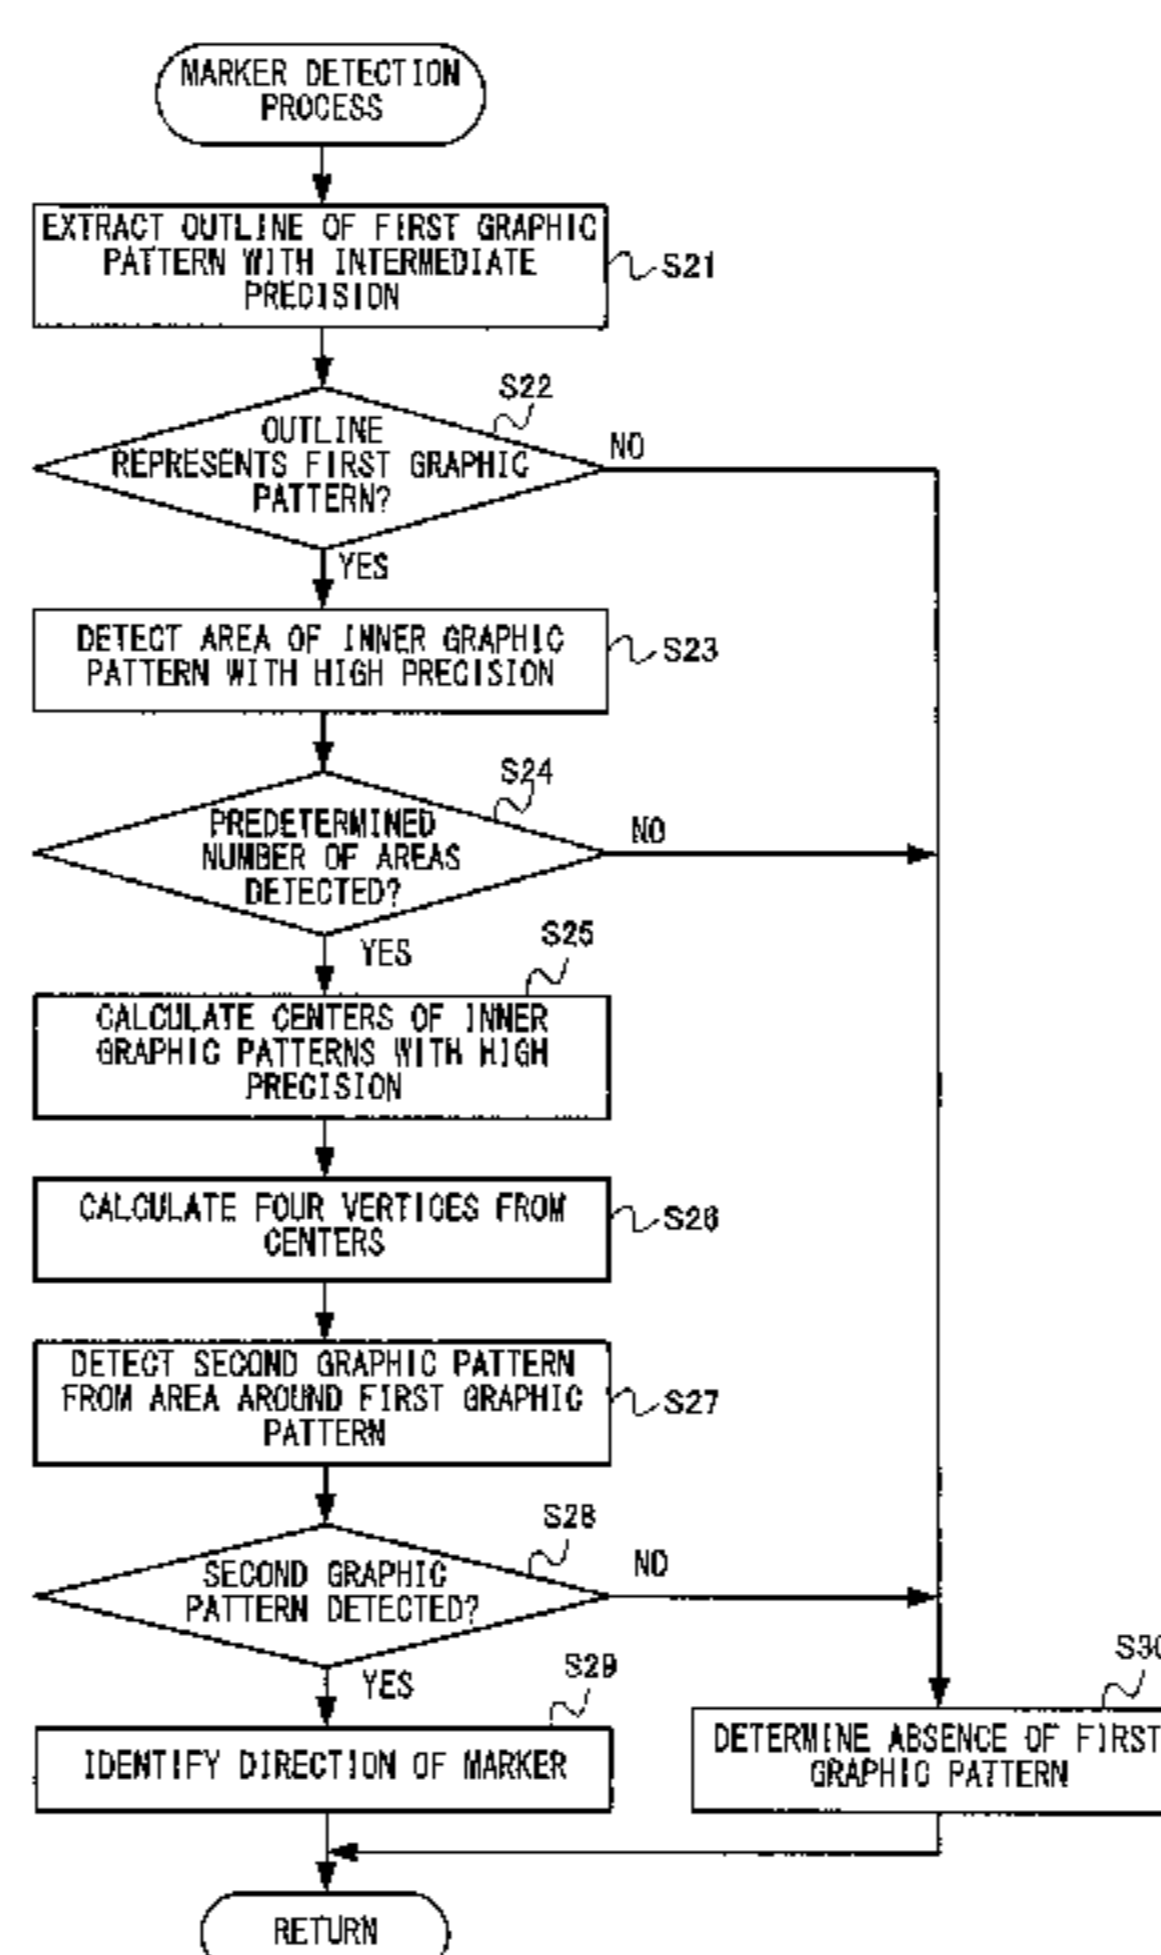 MARKER DETECTION
PROCESS
EXTRACT OUTLINE OF FIRST GRAPHIC
PATTERN WITH INTERMEDIATE
PRECISION
S21
S22
OUTLINE
REPRESENTS FIRST GRAPHIC
PATTERN?
NO
YES
DETECT AREA OF INNER GRAPHIC
PATTERN WITH HIGH PRECISION
S23
S24
PREDETERMINED
NUMBER OF AREAS
DETECTED?
NO
YES
S25
CALCULATE CENTERS OF INNER
GRAPHIC PATTERNS WITH HIGH
PRECISION
CALCULATE FOUR VERTICES FROM
CENTERS
S26
DETECT SECOND GRAPHIC PATTERN
FROM AREA AROUND FIRST GRAPHIC
PATTERN
S27
S28
SECOND GRAPHIC
PATTERN DETECTED?
NO
YES
S29
IDENTIFY DIRECTION OF MARKER
S30
DETERMINE ABSENCE OF FIRST
GRAPHIC PATTERN
RETURN